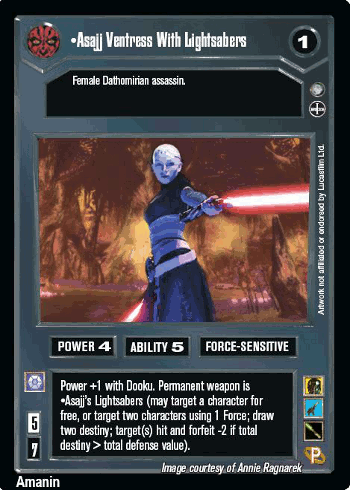 •Asajj Ventress With Lightsabers
1
Female Dathomirian assassin.
Artwork not affiliated or endorsed by Lucasfilm Ltd.
POWER 4
ABILITY 5
FORCE-SENSITIVE
Power +1 with Dooku. Permanent weapon is
•Asajj's Lightsabers (may target a character for
free, or target two characters using 1 Force; draw
two destiny; target(s) hit and forfeit -2 if total
destiny > total defense value).
5
7
P
Image courtesy of Annie Ragnarek
Amanin